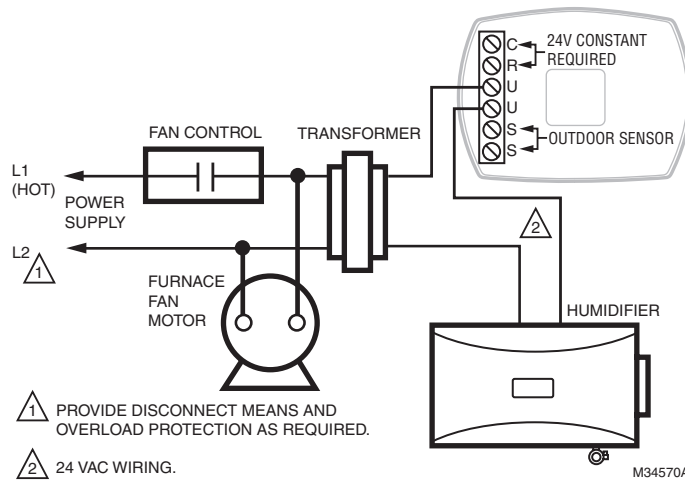 C
R
U
U
S
S
24V CONSTANT
REQUIRED
OUTDOOR SENSOR
FAN CONTROL
TRANSFORMER
L1
(HOT)
POWER
SUPPLY
L2
1
2
FURNACE
FAN
MOTOR
HUMIDIFIER
1 PROVIDE DISCONNECT MEANS AND
OVERLOAD PROTECTION AS REQUIRED.
2 24 VAC WIRING.
M34570A